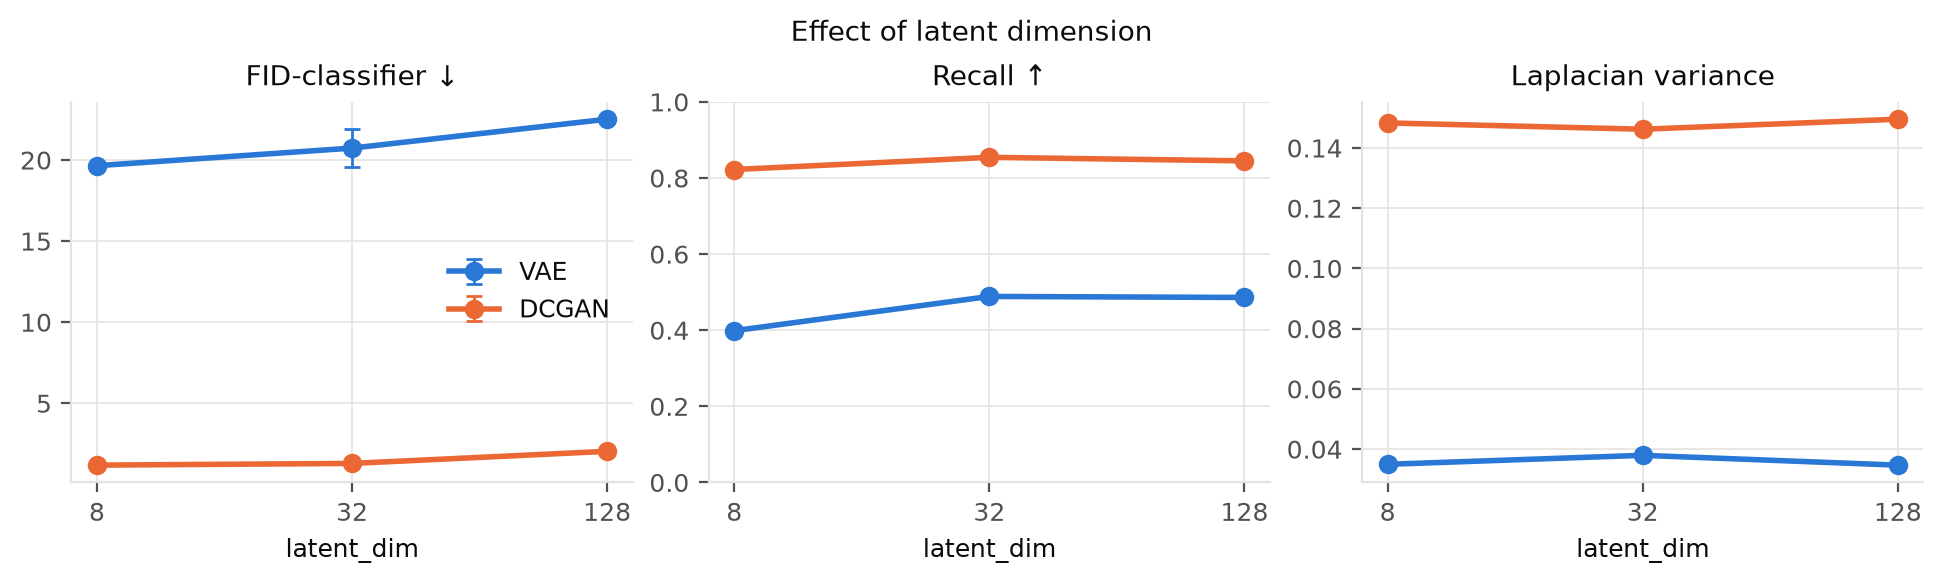 Effect of latent dimension
FID-classifier ↓
20
15
10
5
8
32
128
latent_dim
VAE
DCGAN
Recall ↑
1.0
0.8
0.6
0.4
0.2
0.0
8
32
128
latent_dim
Laplacian variance
0.14
0.12
0.10
0.08
0.06
0.04
8
32
128
latent_dim